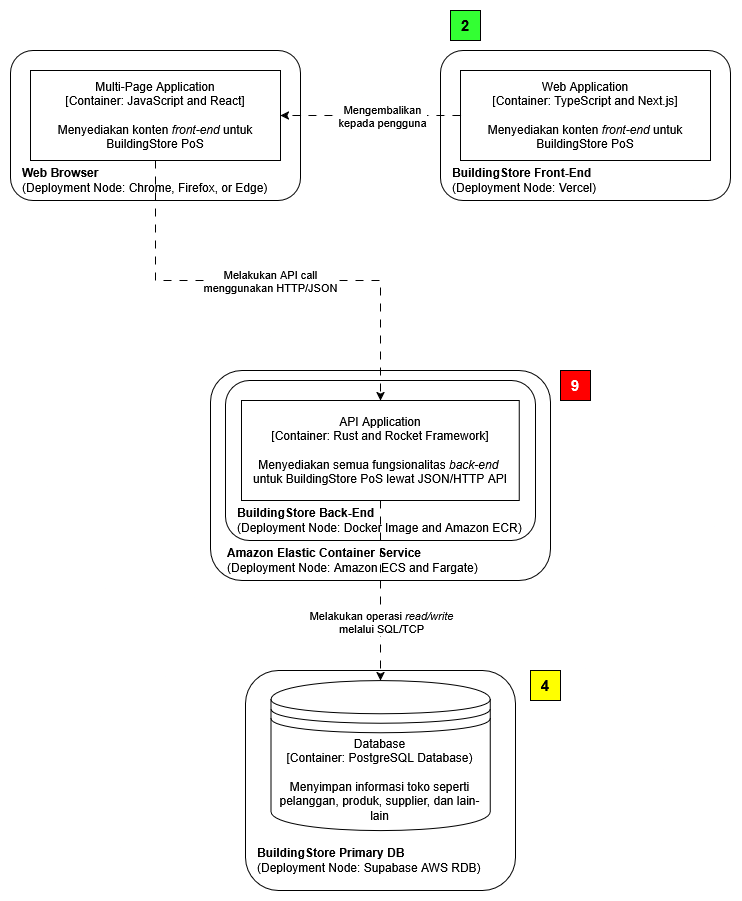 2
Multi-Page Application
[Container: JavaScript and React]
Menyediakan konten front-end untuk
BuildingStore PoS
Web Browser
(Deployment Node: Chrome, Firefox, or Edge)
Mengembalikan
kepada pengguna
Web Application
[Container: TypeScript and Next.js]
Menyediakan konten front-end untuk
BuildingStore PoS
BuildingStore Front-End
(Deployment Node: Vercel)
Melakukan API call
menggunakan HTTP/JSON
9
API Application
[Container: Rust and Rocket Framework]
Menyediakan semua fungsionalitas back-end
untuk BuildingStore PoS lewat JSON/HTTP API
BuildingStore Back-End
(Deployment Node: Docker Image and Amazon ECR)
Amazon Elastic Container Service
(Deployment Node: Amazon ECS and Fargate)
Melakukan operasi read/write
melalui SQL/TCP
4
Database
[Container: PostgreSQL Database)
Menyimpan informasi toko seperti
pelanggan, produk, supplier, dan lain-
lain
BuildingStore Primary DB
(Deployment Node: Supabase AWS RDB)